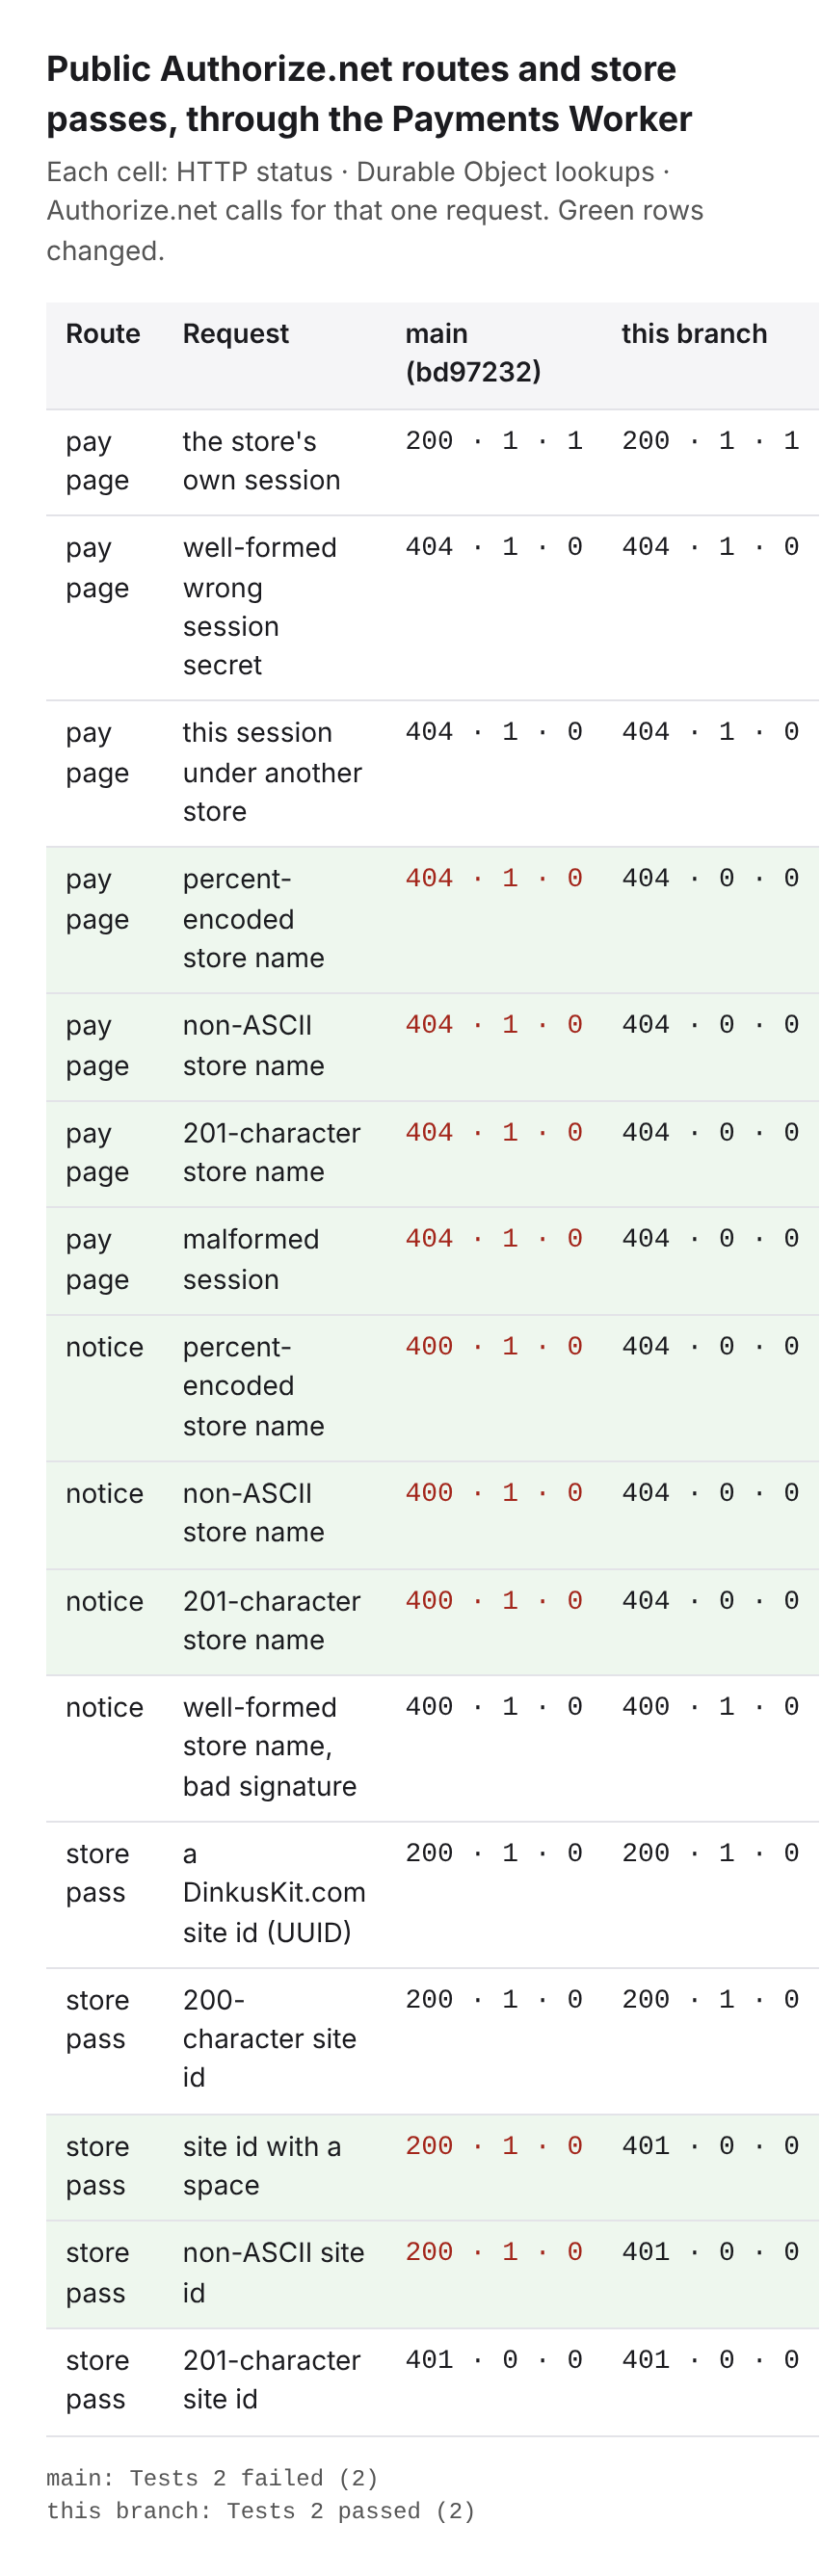 Public Authorize.net routes and store
passes, through the Payments Worker
Each cell: HTTP status · Durable Object lookups ·
Authorize.net calls for that one request. Green rows
changed.
Route Request main this branch
(bd97232)
pay the store's 200 · 1 · 1 200 · 1 · 1
page own session
pay well-formed 404 · 1 · 0 404 · 1 · 0
page wrong
session
secret
pay this session 404 · 1 · 0 404 · 1 · 0
page under another
store
pay percent- 404 · 1 · 0 404 · 0 · 0
page encoded
store name
pay non-ASCII 404 · 1 · 0 404 · 0 · 0
page store name
pay 201-character 404 · 1 · 0 404 · 0 · 0
page store name
pay malformed 404 · 1 · 0 404 · 0 · 0
page session
notice percent- 400 · 1 · 0 404 · 0 · 0
encoded
store name
notice non-ASCII 400 · 1 · 0 404 · 0 · 0
store name
notice 201-character 400 · 1 · 0 404 · 0 · 0
store name
notice well-formed 400 · 1 · 0 400 · 1 · 0
store name,
bad signature
store a 200 · 1 · 0 200 · 1 · 0
pass DinkusKit.com
site id (UUID)
store 200- 200 · 1 · 0 200 · 1 · 0
pass character site
id
store site id with a 200 · 1 · 0 401 · 0 · 0
pass space
store non-ASCII site 200 · 1 · 0 401 · 0 · 0
pass id
store 201-character 401 · 0 · 0 401 · 0 · 0
pass site id
main: Tests 2 failed (2)
this branch: Tests 2 passed (2)